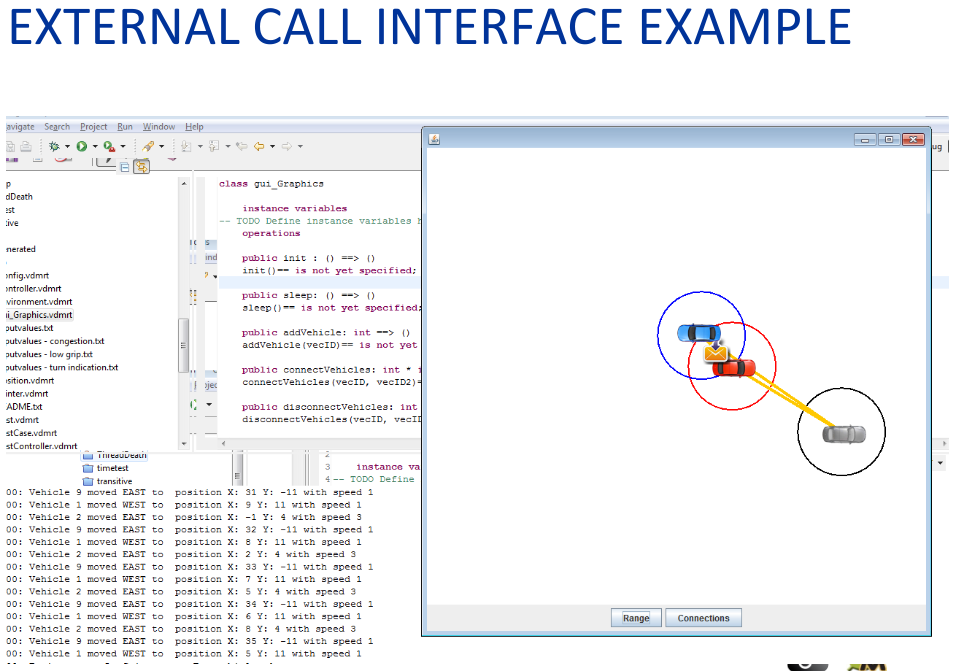 EXTERNAL CALL INTERFACE EXAMPLE
avigate Search Project Run Window Help
ug
p
dDeath
est
tive
nerated
onfig.vdmrt
ontroller.vdmrt
vironment.vdmrt
ui_Graphics.vdmrt
outvalues.txt
outvalues - congestion.txt
outvalues - low grip.txt
outvalues - turn indication.txt
osition.vdmrt
inter.vdmrt
ADME.txt
st.vdmrt
stCase.vdmrt
stController.vdmrt
class gui_Graphics
instance variables
-- TODO Define instance variables h
operations
public init : () ==> ()
init()== is not yet specified;
public sleep: () ==> ()
sleep()== is not yet specified;
public addVehicle: int ==> ()
addVehicle(vecID)== is not yet
public connectVehicles: int * i
connectVehicles(vecID, vecID2)=
public disconnectVehicles: int
disconnectVehicles(vecID, vecID
ind
ojec
ThreadDeath
timetest
transitive
2
3 instance va
4 -- TODO Define
00: Vehicle 9 moved EAST to position X: 31 Y: -11 with speed 1
00: Vehicle 1 moved WEST to position X: 9 Y: 11 with speed 1
00: Vehicle 2 moved EAST to position X: -1 Y: 4 with speed 3
00: Vehicle 9 moved EAST to position X: 32 Y: -11 with speed 1
00: Vehicle 1 moved WEST to position X: 8 Y: 11 with speed 1
00: Vehicle 2 moved EAST to position X: 2 Y: 4 with speed 3
00: Vehicle 9 moved EAST to position X: 33 Y: -11 with speed 1
00: Vehicle 1 moved WEST to position X: 7 Y: 11 with speed 1
00: Vehicle 2 moved EAST to position X: 5 Y: 4 with speed 3
00: Vehicle 9 moved EAST to position X: 34 Y: -11 with speed 1
00: Vehicle 1 moved WEST to position X: 6 Y: 11 with speed 1
00: Vehicle 2 moved EAST to position X: 8 Y: 4 with speed 3
00: Vehicle 9 moved EAST to position X: 35 Y: -11 with speed 1
00: Vehicle 1 moved WEST to position X: 5 Y: 11 with speed 1
Range Connections